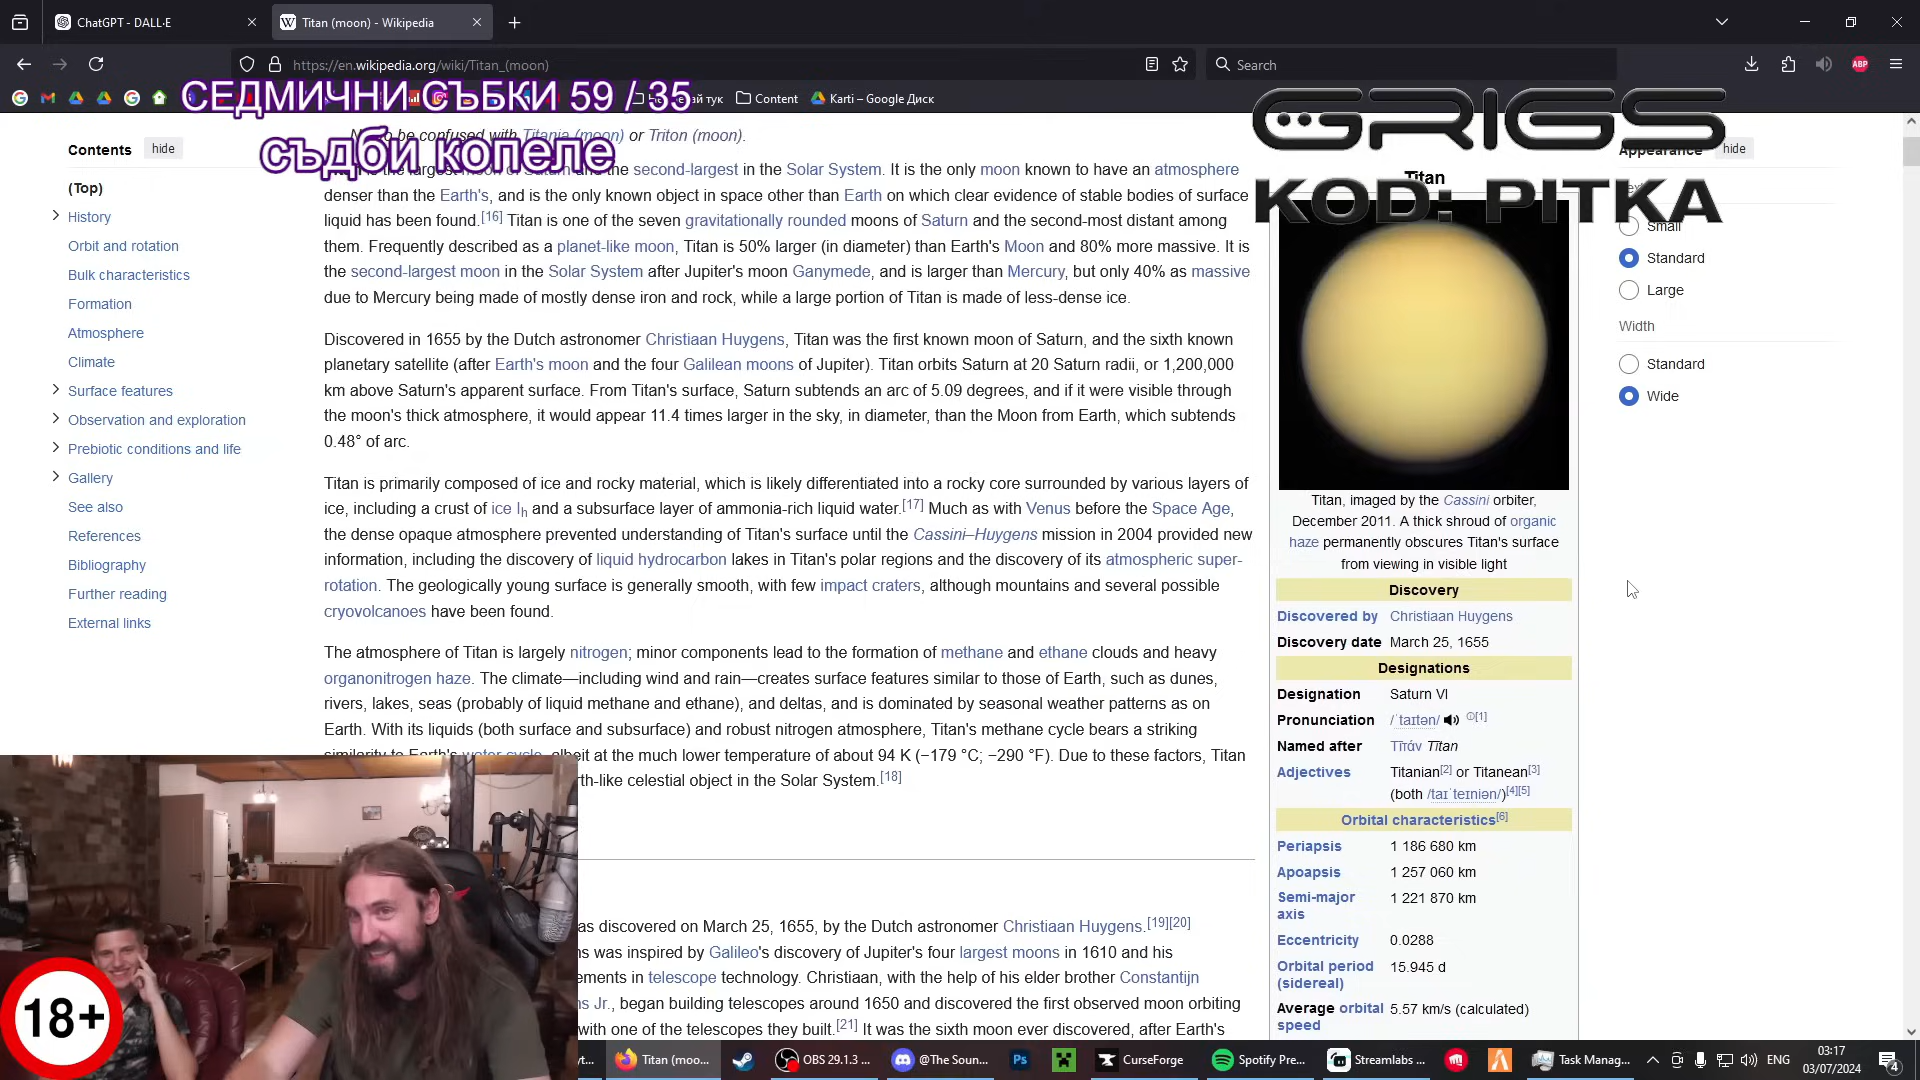 ChatGPT - DALL·E
Titan (moon) - Wikipedia
https://en.wikipedia.org/wiki/Titan_(moon)
Search
ABP
тук
Content
Karti – Google Диск
СЕДМИЧНИ СЪБКИ 59 / 35
съдби копеле
GRIGS
KOD: PITKA
Contents
hide
(Top)
History
Orbit and rotation
Bulk characteristics
Formation
Atmosphere
Climate
Surface features
Observation and exploration
Prebiotic conditions and life
Gallery
See also
References
Bibliography
Further reading
External links
to be confused with Titania (moon) or Triton (moon).
the second-largest in the Solar System. It is the only moon known to have an atmosphere
denser than the Earth's, and is the only known object in space other than Earth on which clear evidence of stable bodies of surface
liquid has been found.[16] Titan is one of the seven gravitationally rounded moons of Saturn and the second-most distant among
them. Frequently described as a planet-like moon, Titan is 50% larger (in diameter) than Earth's Moon and 80% more massive. It is
the second-largest moon in the Solar System after Jupiter's moon Ganymede, and is larger than Mercury, but only 40% as massive
due to Mercury being made of mostly dense iron and rock, while a large portion of Titan is made of less-dense ice.
Discovered in 1655 by the Dutch astronomer Christiaan Huygens, Titan was the first known moon of Saturn, and the sixth known
planetary satellite (after Earth's moon and the four Galilean moons of Jupiter). Titan orbits Saturn at 20 Saturn radii, or 1,200,000
km above Saturn's apparent surface. From Titan's surface, Saturn subtends an arc of 5.09 degrees, and if it were visible through
the moon's thick atmosphere, it would appear 11.4 times larger in the sky, in diameter, than the Moon from Earth, which subtends
0.48° of arc.
Titan is primarily composed of ice and rocky material, which is likely differentiated into a rocky core surrounded by various layers of
ice, including a crust of ice Ih and a subsurface layer of ammonia-rich liquid water.[17] Much as with Venus before the Space Age,
the dense opaque atmosphere prevented understanding of Titan's surface until the Cassini–Huygens mission in 2004 provided new
information, including the discovery of liquid hydrocarbon lakes in Titan's polar regions and the discovery of its atmospheric super-
rotation. The geologically young surface is generally smooth, with few impact craters, although mountains and several possible
cryovolcanoes have been found.
The atmosphere of Titan is largely nitrogen; minor components lead to the formation of methane and ethane clouds and heavy
organonitrogen haze. The climate—including wind and rain—creates surface features similar to those of Earth, such as dunes,
rivers, lakes, seas (probably of liquid methane and ethane), and deltas, and is dominated by seasonal weather patterns as on
Earth. With its liquids (both surface and subsurface) and robust nitrogen atmosphere, Titan's methane cycle bears a striking
similarity to Earth's water cycle, albeit at the much lower temperature of about 94 K (−179 °C; −290 °F). Due to these factors, Titan
celestial object in the Solar System.[18]
discovered on March 25, 1655, by the Dutch astronomer Christiaan Huygens.[19][20]
was inspired by Galileo's discovery of Jupiter's four largest moons in 1610 and his
in telescope technology. Christiaan, with the help of his elder brother Constantijn
Jr., began building telescopes around 1650 and discovered the first observed moon orbiting
with one of the telescopes they built.[21] It was the sixth moon ever discovered, after Earth's
Titan
Titan, imaged by the Cassini orbiter,
December 2011. A thick shroud of organic
haze permanently obscures Titan's surface
from viewing in visible light
Discovery
Discovered by Christiaan Huygens
Discovery date March 25, 1655
Designations
Designation Saturn VI
Pronunciation /ˈtaɪtən/ [1]
Named after Τῑτάν Tītan
Adjectives Titanian[2] or Titanean[3]
(both /taɪˈteɪniən/)[4][5]
Orbital characteristics[6]
Periapsis 1 186 680 km
Apoapsis 1 257 060 km
Semi-major axis 1 221 870 km
Eccentricity 0.0288
Orbital period (sidereal) 15.945 d
Average orbital speed 5.57 km/s (calculated)
Appearance
hide
Small
Standard
Large
Width
Standard
Wide
18+
Titan (moo...
OBS 29.1.3 ...
@The Soun...
Ps
CurseForge
Spotify Pre...
Streamlabs ...
Task Manag...
ENG
03:17
03/07/2024
4